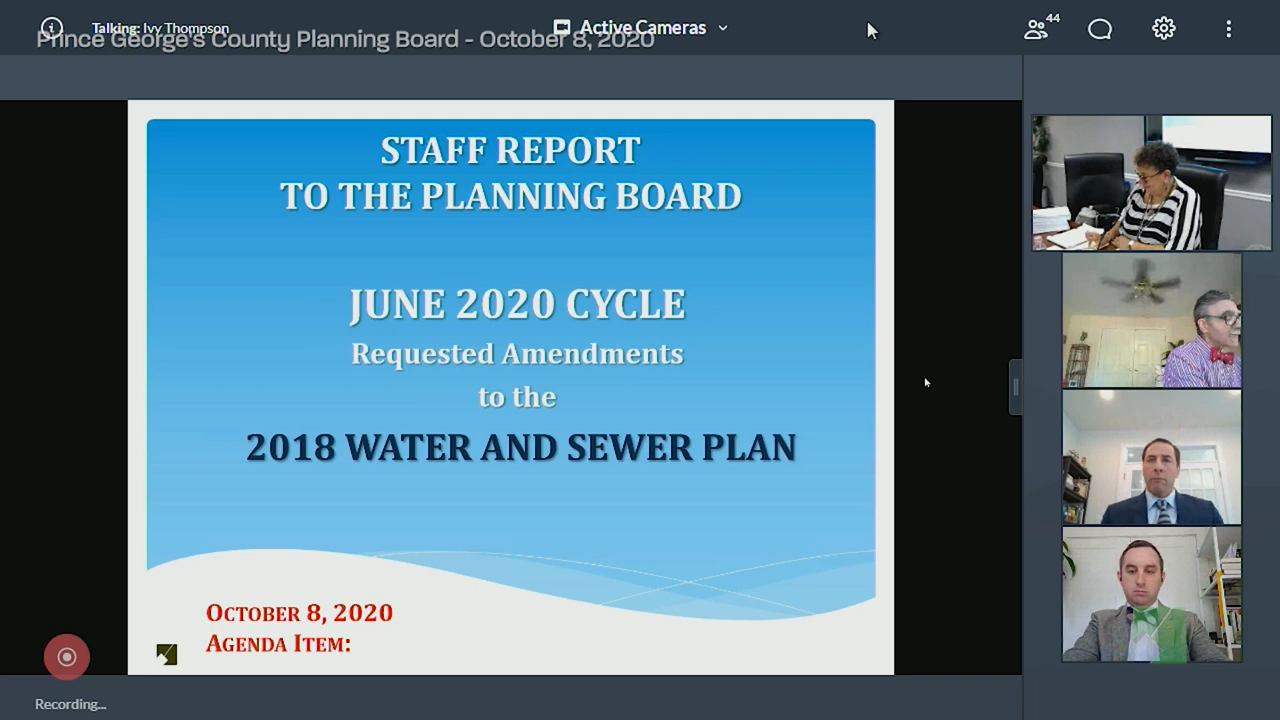 Talking: Ivy Thompson
Active Cameras
44
Prince George's County Planning Board - October 8, 2020
STAFF REPORT
TO THE PLANNING BOARD
JUNE 2020 CYCLE
Requested Amendments
to the
2018 WATER AND SEWER PLAN
OCTOBER 8, 2020
AGENDA ITEM:
Recording...